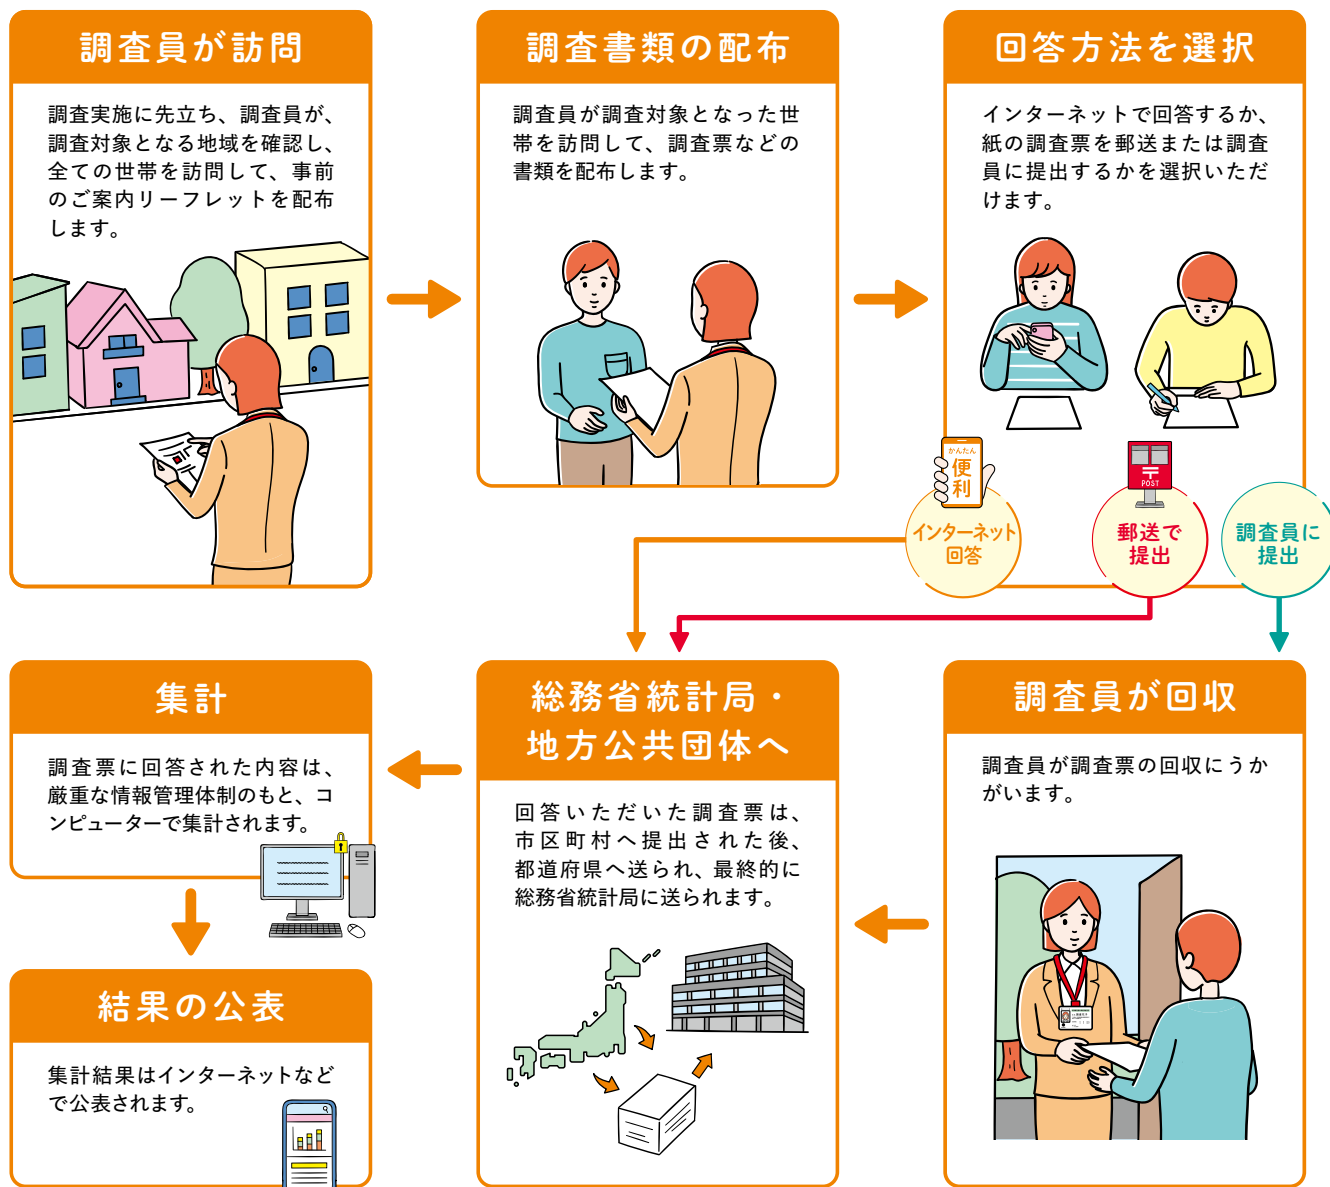 調査員が訪問
調査実施に先立ち、調査員が、
調査対象となる地域を確認し、
全ての世帯を訪問して、事前
のご案内リーフレットを配布
します。
調査書類の配布
調査員が調査対象となった世
帯を訪問して、調査票などの
書類を配布します。
回答方法を選択
インターネットで回答するか、
紙の調査票を郵送または調査
員に提出するかを選択いただ
けます。
かんたん
便利
インターネット
回答
POST
郵送で
提出
調査員に
提出
調査員が回収
調査員が調査票の回収にうか
がいます。
総務省統計局・
地方公共団体へ
回答いただいた調査票は、
市区町村へ提出された後、
都道府県へ送られ、最終的に
総務省統計局に送られます。
集計
調査票に回答された内容は、
厳重な情報管理体制のもと、コ
ンピューターで集計されます。
結果の公表
集計結果はインターネットなど
で公表されます。